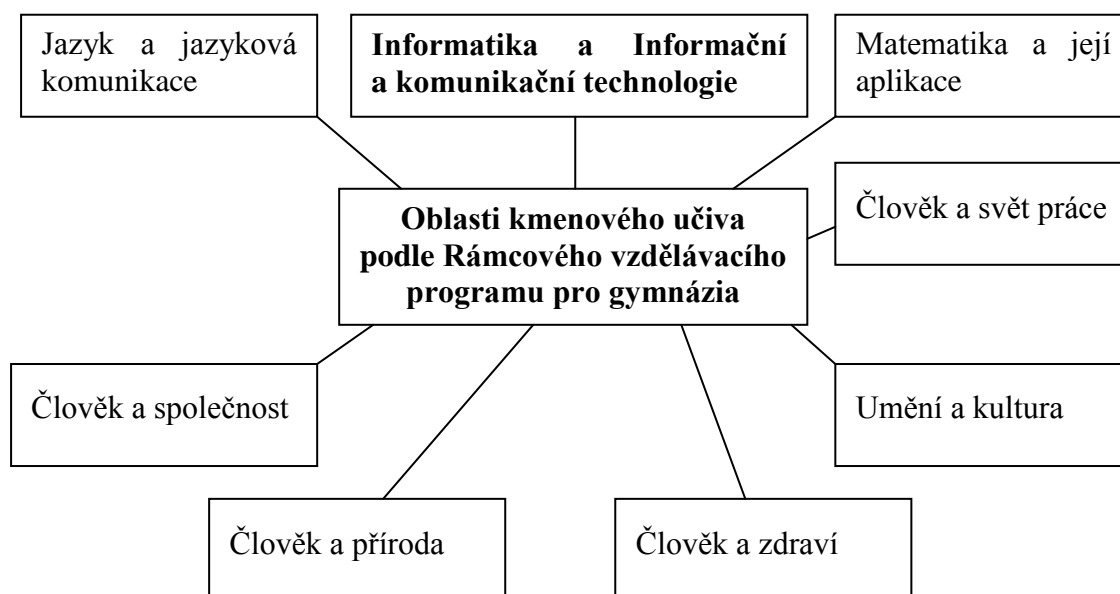 Jazyk a jazyková
komunikace
Informatika a Informační
a komunikační technologie
Matematika a její
aplikace
Člověk a svět práce
Oblasti kmenového učiva
podle Rámcového vzdělávacího
programu pro gymnázia
Člověk a společnost
Umění a kultura
Člověk a příroda
Člověk a zdraví